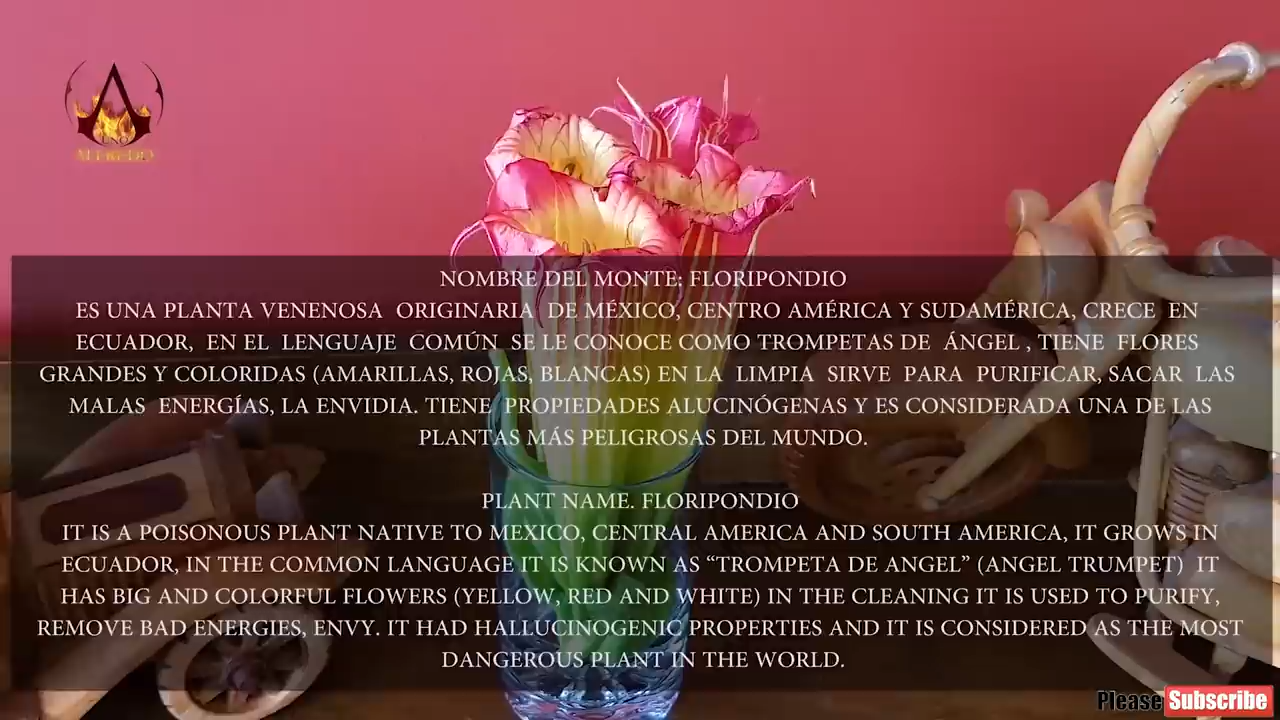 UNO
ALFREDO
NOMBRE DEL MONTE: FLORIPONDIO
ES UNA PLANTA VENENOSA ORIGINARIA DE MÉXICO, CENTRO AMÉRICA Y SUDAMÉRICA, CRECE EN
ECUADOR, EN EL LENGUAJE COMÚN SE LE CONOCE COMO TROMPETAS DE ÁNGEL , TIENE FLORES
GRANDES Y COLORIDAS (AMARILLAS, ROJAS, BLANCAS) EN LA LIMPIA SIRVE PARA PURIFICAR, SACAR LAS
MALAS ENERGÍAS, LA ENVIDIA. TIENE PROPIEDADES ALUCINÓGENAS Y ES CONSIDERADA UNA DE LAS
PLANTAS MÁS PELIGROSAS DEL MUNDO.
PLANT NAME. FLORIPONDIO
IT IS A POISONOUS PLANT NATIVE TO MEXICO, CENTRAL AMERICA AND SOUTH AMERICA, IT GROWS IN
ECUADOR, IN THE COMMON LANGUAGE IT IS KNOWN AS “TROMPETA DE ANGEL” (ANGEL TRUMPET) IT
HAS BIG AND COLORFUL FLOWERS (YELLOW, RED AND WHITE) IN THE CLEANING IT IS USED TO PURIFY,
REMOVE BAD ENERGIES, ENVY. IT HAD HALLUCINOGENIC PROPERTIES AND IT IS CONSIDERED AS THE MOST
DANGEROUS PLANT IN THE WORLD.
Please Subscribe